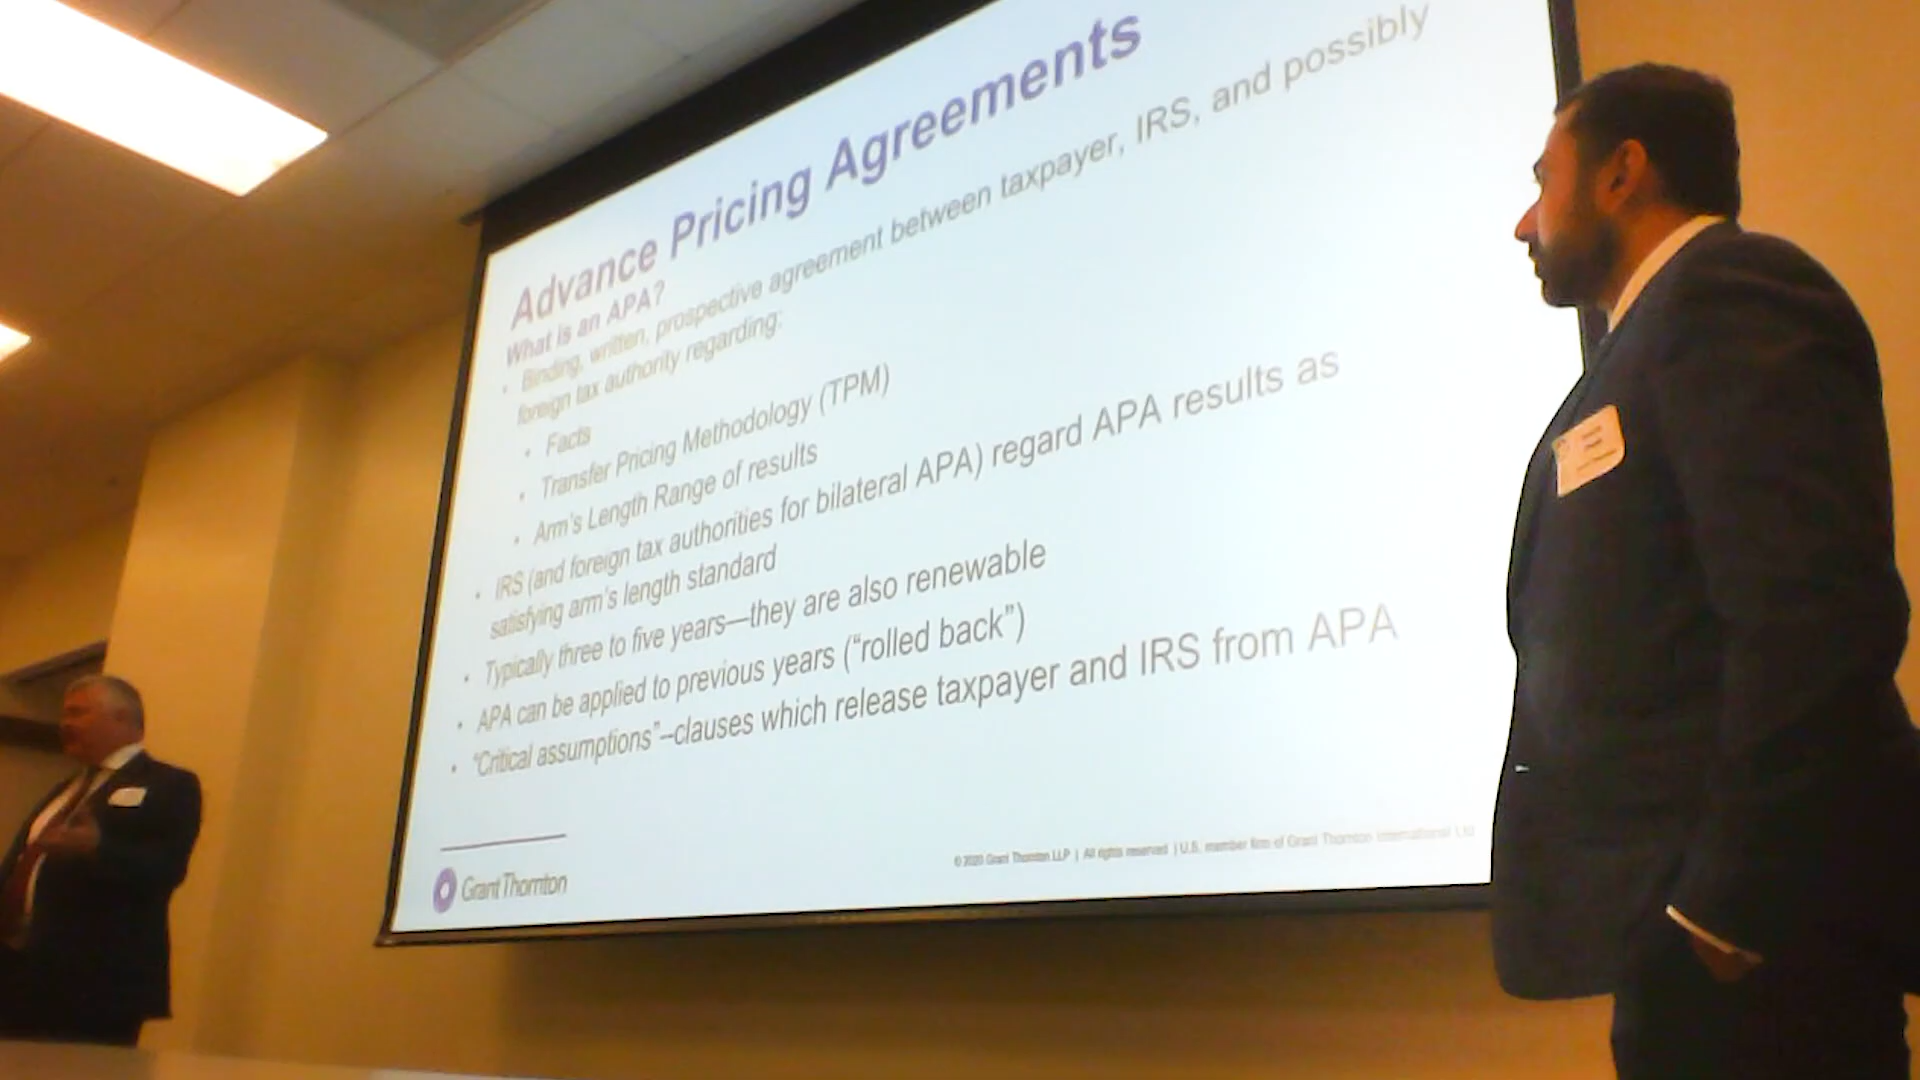 Advance Pricing Agreements
What is an APA?
• Binding, written, prospective agreement between taxpayer, IRS, and possibly
foreign tax authority regarding:
• Facts
• Transfer Pricing Methodology (TPM)
• Arm's Length Range of results
• IRS (and foreign tax authorities for bilateral APA) regard APA results as
satisfying arm's length standard
• Typically three to five years—they are also renewable
• APA can be applied to previous years (“rolled back”)
• “Critical assumptions”–clauses which release taxpayer and IRS from APA
Grant Thornton
© 2020 Grant Thornton LLP | All rights reserved | U.S. member firm of Grant Thornton International Ltd